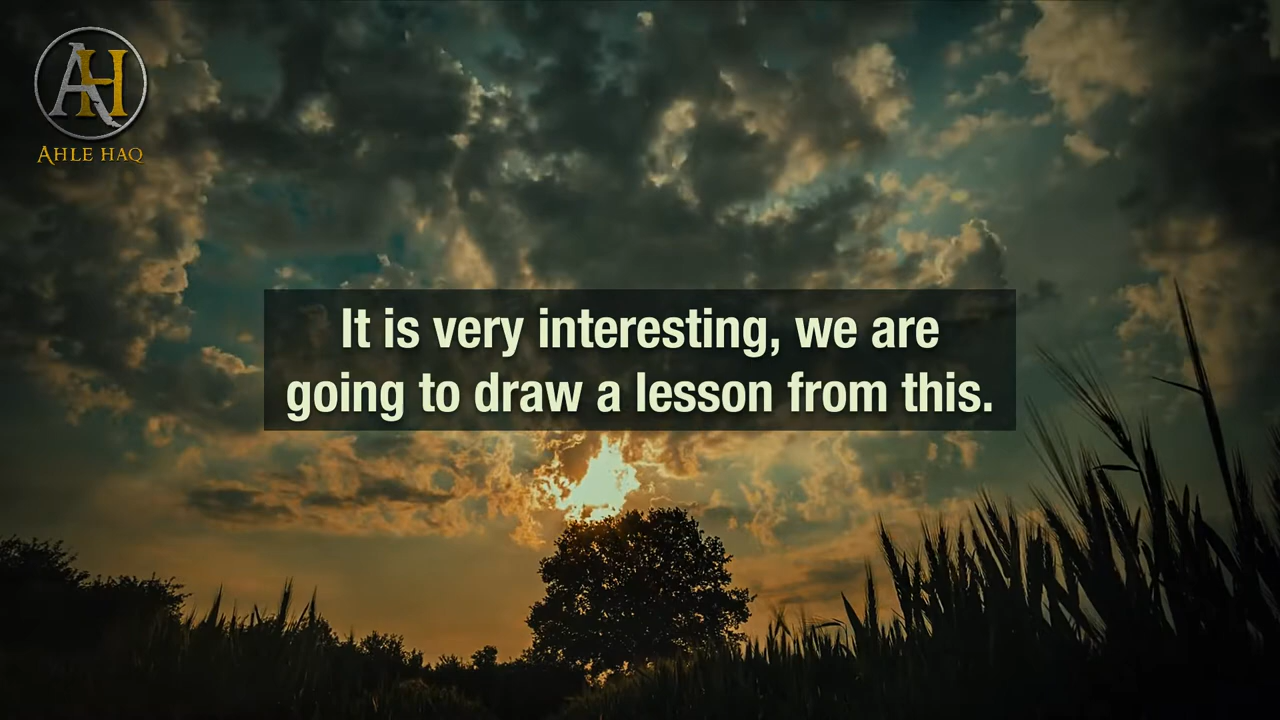 AH
AHLE HAQ
It is very interesting, we are
going to draw a lesson from this.